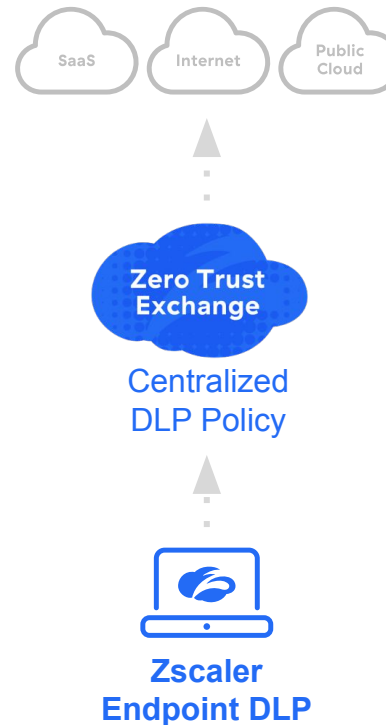 SaaS
Internet
Public
Cloud
Zero Trust
Exchange
Centralized
DLP Policy
Zscaler
Endpoint DLP